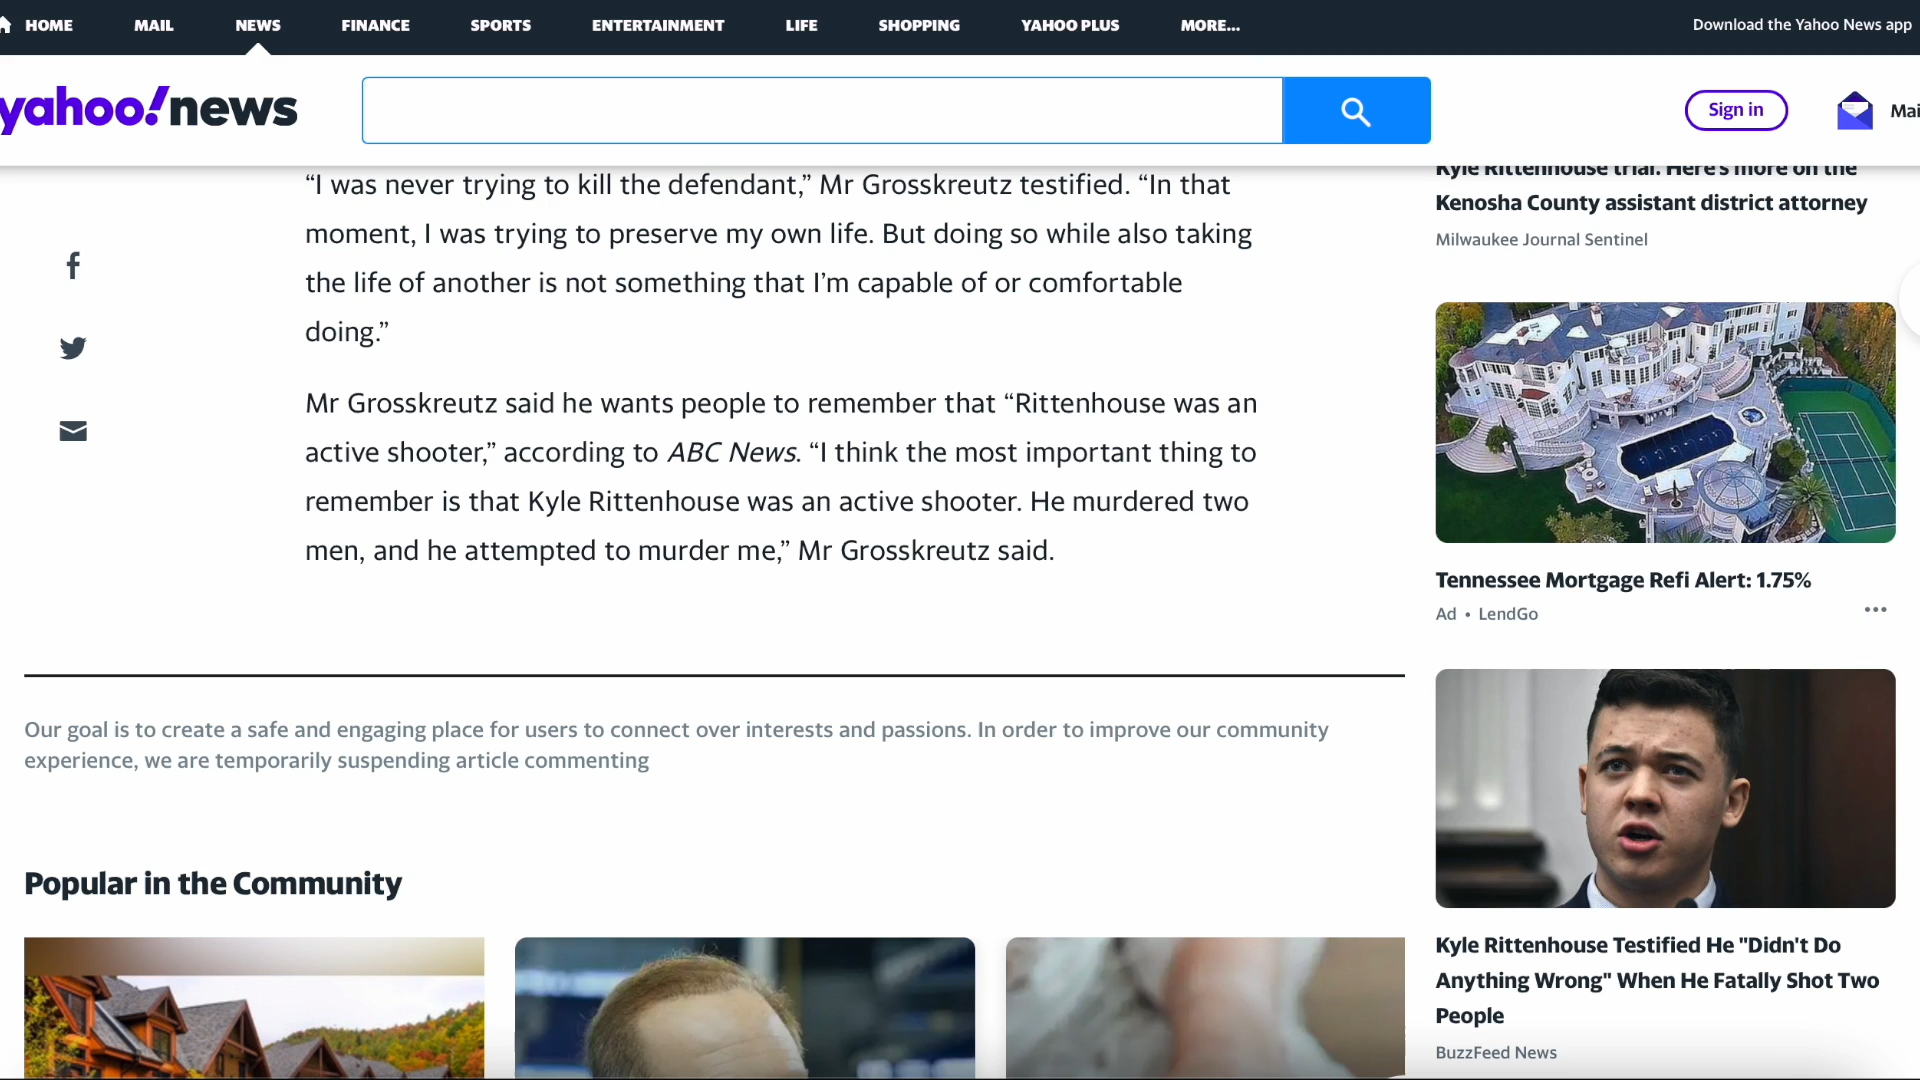 HOME MAIL NEWS FINANCE SPORTS ENTERTAINMENT LIFE SHOPPING YAHOO PLUS MORE... Download the Yahoo News app
yahoo!news
Sign in
Mai
“I was never trying to kill the defendant,” Mr Grosskreutz testified. “In that
moment, I was trying to preserve my own life. But doing so while also taking
the life of another is not something that I’m capable of or comfortable
doing.”
Mr Grosskreutz said he wants people to remember that “Rittenhouse was an
active shooter,” according to ABC News. “I think the most important thing to
remember is that Kyle Rittenhouse was an active shooter. He murdered two
men, and he attempted to murder me,” Mr Grosskreutz said.
Our goal is to create a safe and engaging place for users to connect over interests and passions. In order to improve our community
experience, we are temporarily suspending article commenting
Popular in the Community
Kyle Rittenhouse trial. Here's more on the
Kenosha County assistant district attorney
Milwaukee Journal Sentinel
Tennessee Mortgage Refi Alert: 1.75%
Ad • LendGo
Kyle Rittenhouse Testified He "Didn't Do
Anything Wrong" When He Fatally Shot Two
People
BuzzFeed News